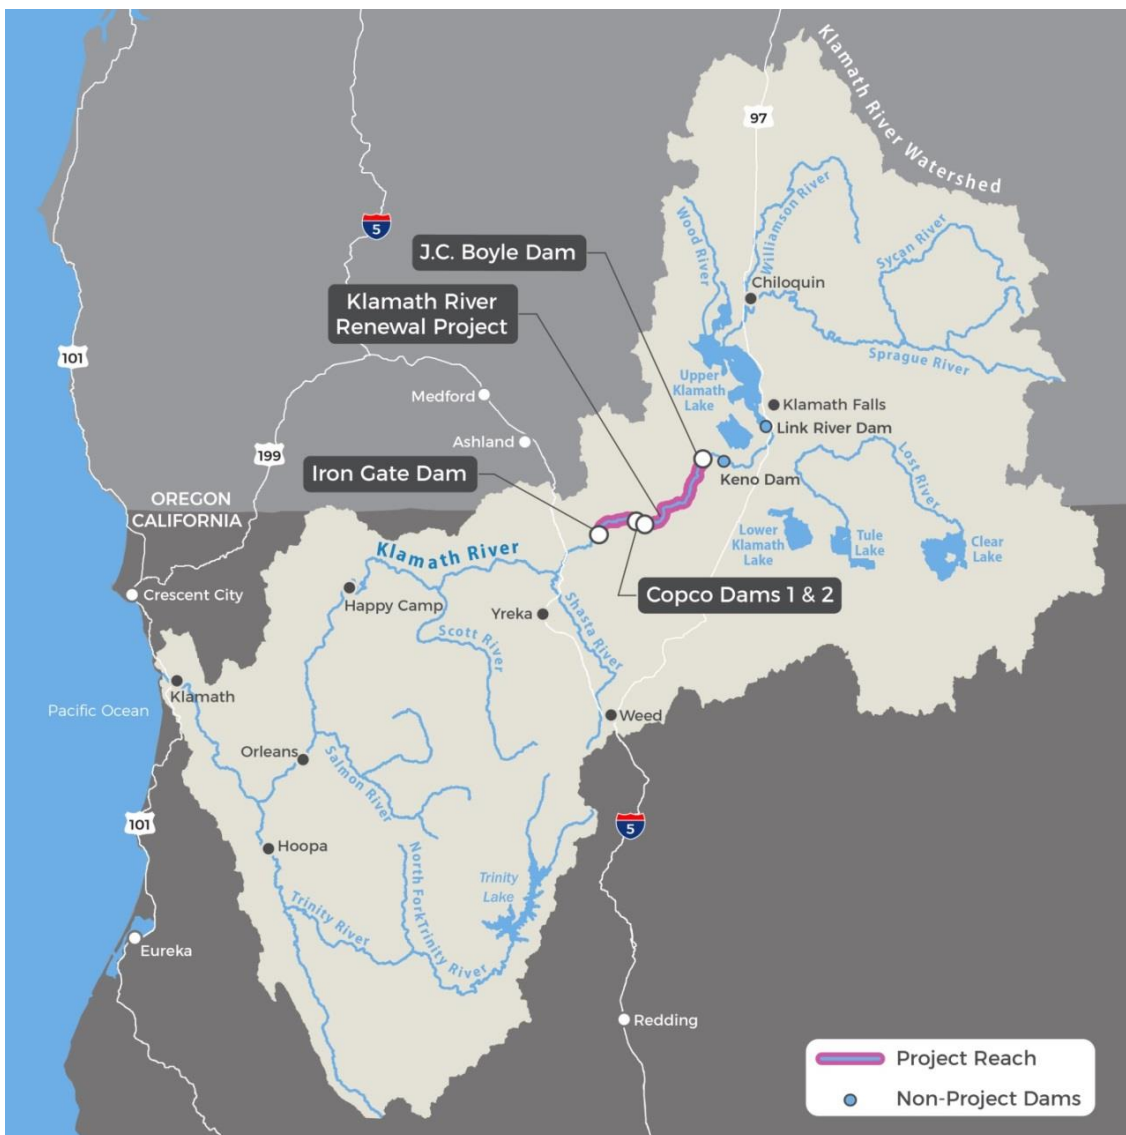 Klamath River Watershed
97
Wood River
Williamson River
Sycan River
5
J.C. Boyle Dam
Chiloquin
Klamath River
Renewal Project
101
Sprague River
Upper
Klamath
Lake
Medford
Klamath Falls
Link River Dam
Ashland
199
Iron Gate Dam
Keno Dam
Lost River
OREGON
CALIFORNIA
Lower
Klamath
Lake
Tule
Lake
Clear
Lake
Klamath River
Crescent City
Happy Camp
Copco Dams 1 & 2
Yreka
Shasta River
Scott River
Klamath
Pacific Ocean
Weed
Orleans
Salmon River
101
5
Hoopa
Trinity
Lake
North ForkTrinity River
Trinity River
Eureka
Redding
Project Reach
Non-Project Dams